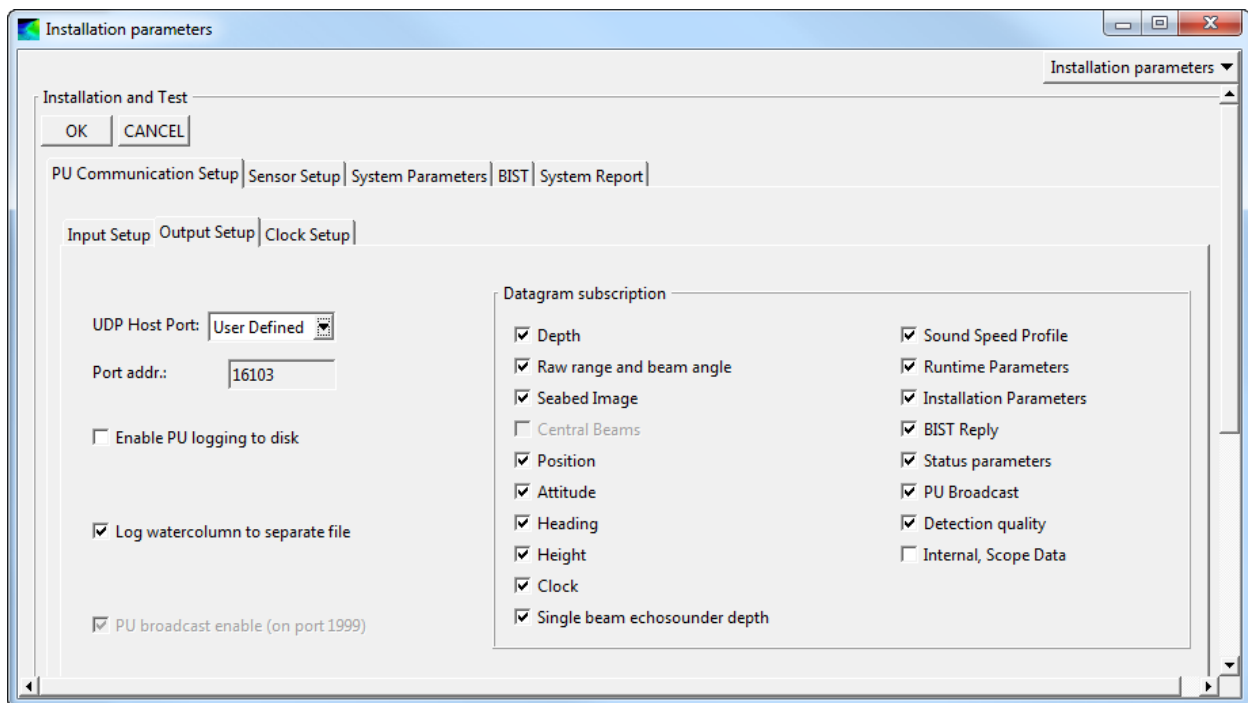 Installation parameters
Installation parameters
Installation and Test
OK CANCEL
PU Communication Setup Sensor Setup System Parameters BIST System Report
Input Setup Output Setup Clock Setup
UDP Host Port: User Defined
Port addr.: 16103
Enable PU logging to disk
Log watercolumn to separate file
PU broadcast enable (on port 1999)
Datagram subscription
Depth
Raw range and beam angle
Seabed Image
Central Beams
Position
Attitude
Heading
Height
Clock
Single beam echosounder depth
Sound Speed Profile
Runtime Parameters
Installation Parameters
BIST Reply
Status parameters
PU Broadcast
Detection quality
Internal, Scope Data